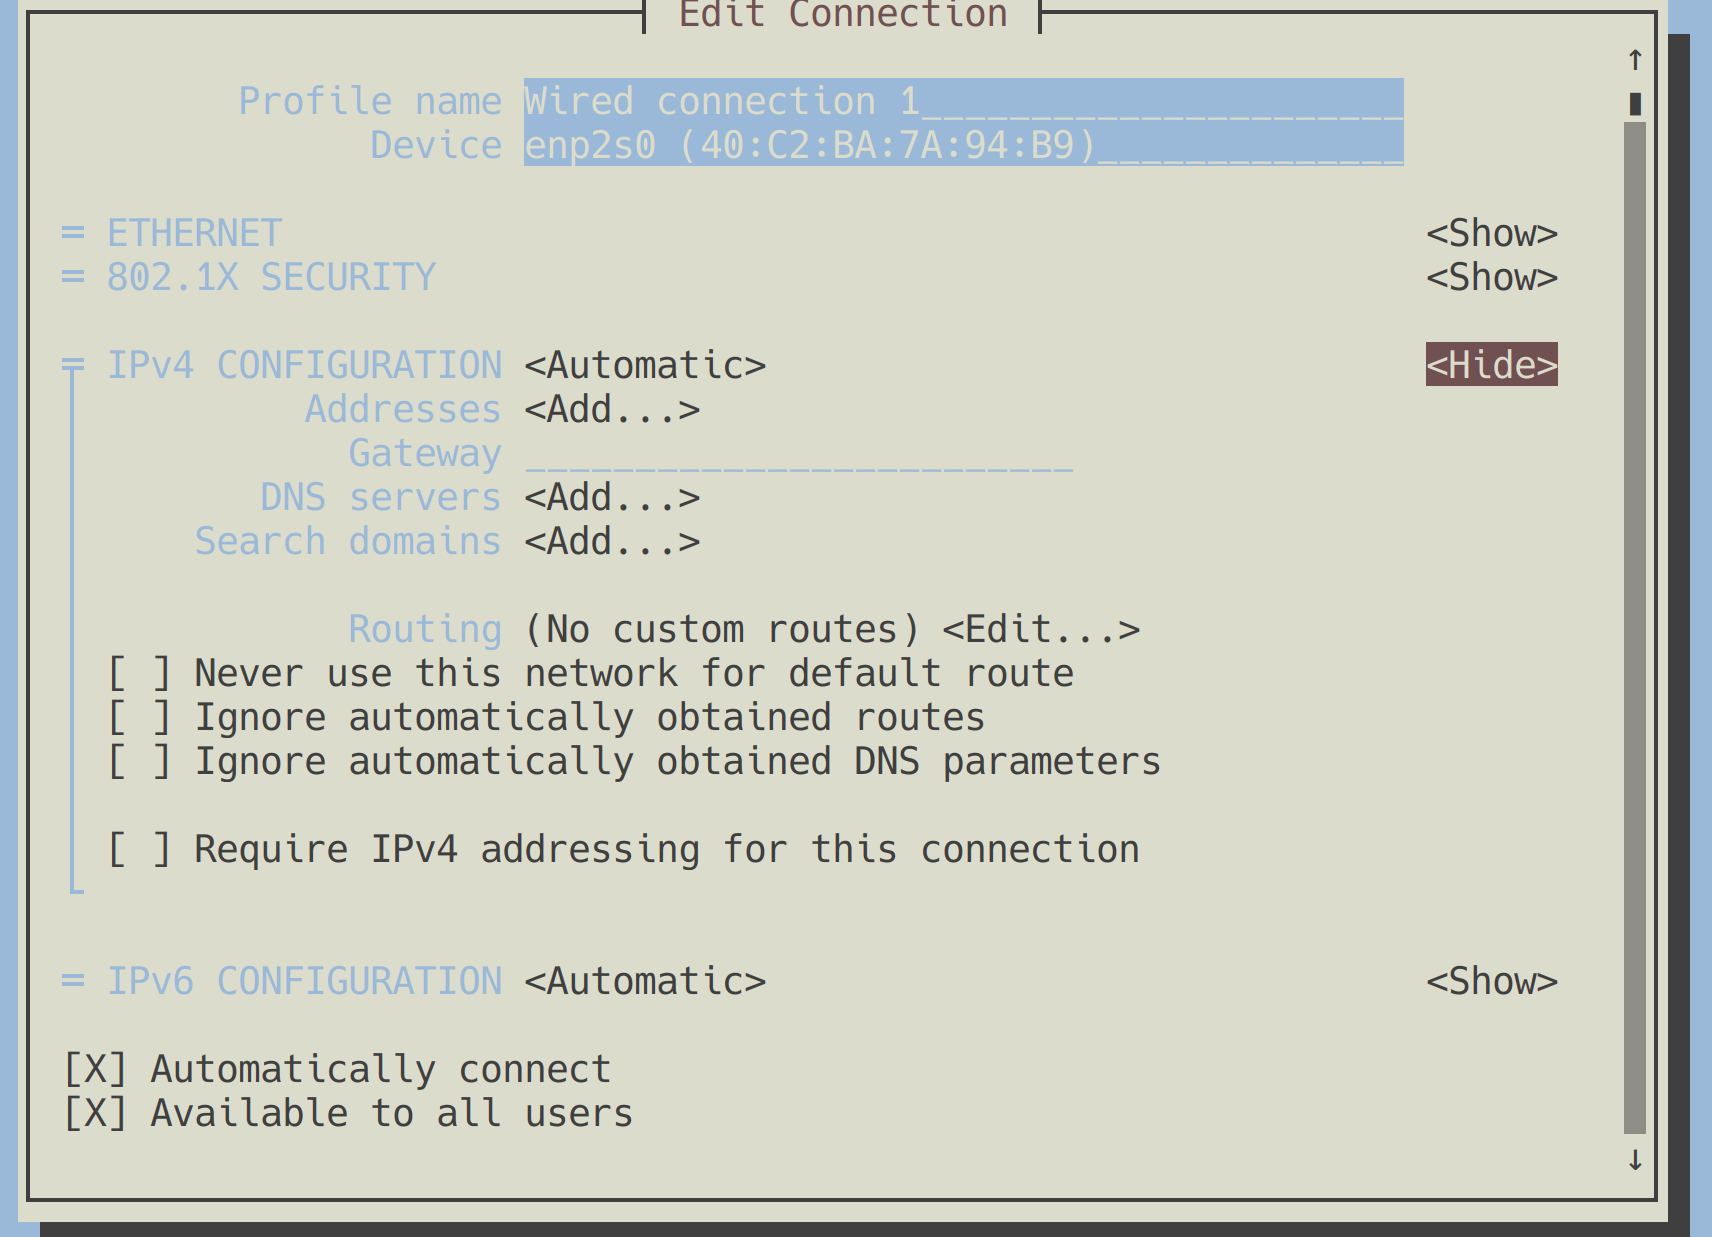 Edit Connection
↑
Profile name Wired connection 1______________________
Device enp2s0 (40:C2:BA:7A:94:B9)______________
= ETHERNET <Show>
= 802.1X SECURITY <Show>
= IPv4 CONFIGURATION <Automatic> <Hide>
Addresses <Add...>
Gateway _________________________
DNS servers <Add...>
Search domains <Add...>
Routing (No custom routes) <Edit...>
[ ] Never use this network for default route
[ ] Ignore automatically obtained routes
[ ] Ignore automatically obtained DNS parameters
[ ] Require IPv4 addressing for this connection
= IPv6 CONFIGURATION <Automatic> <Show>
[X] Automatically connect
[X] Available to all users
↓